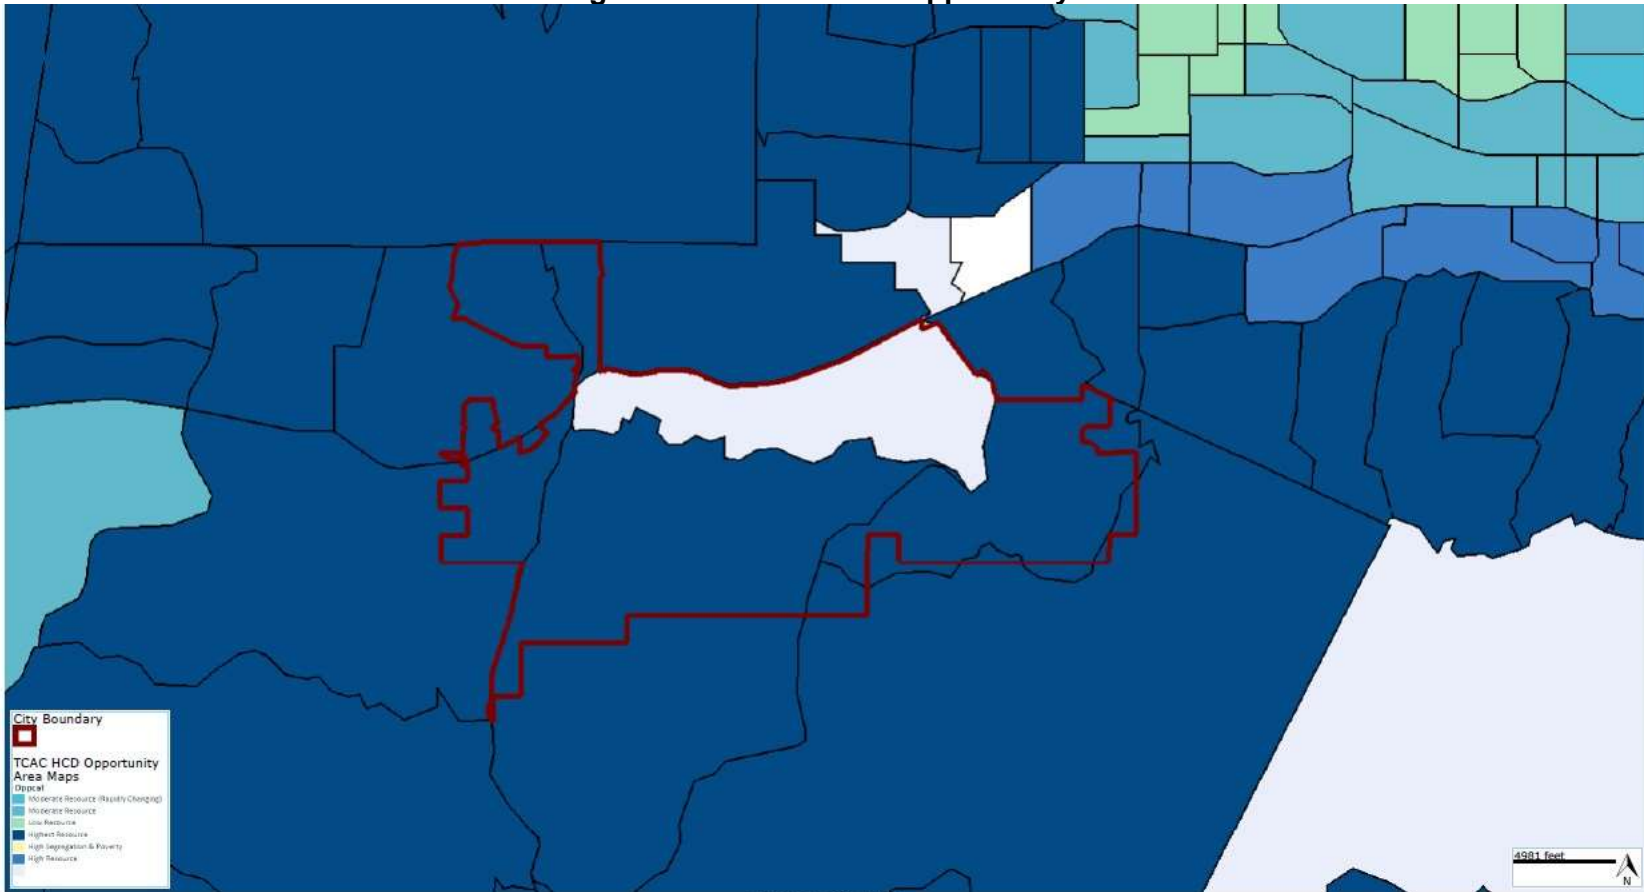 City Boundary
TCAC HCD Opportunity
Area Maps
Oppcat
Moderate Resource (Rapidly Changing)
Moderate Resource
Low Resource
Highest Resource
High Segregation & Poverty
High Resource
4981 feet
N